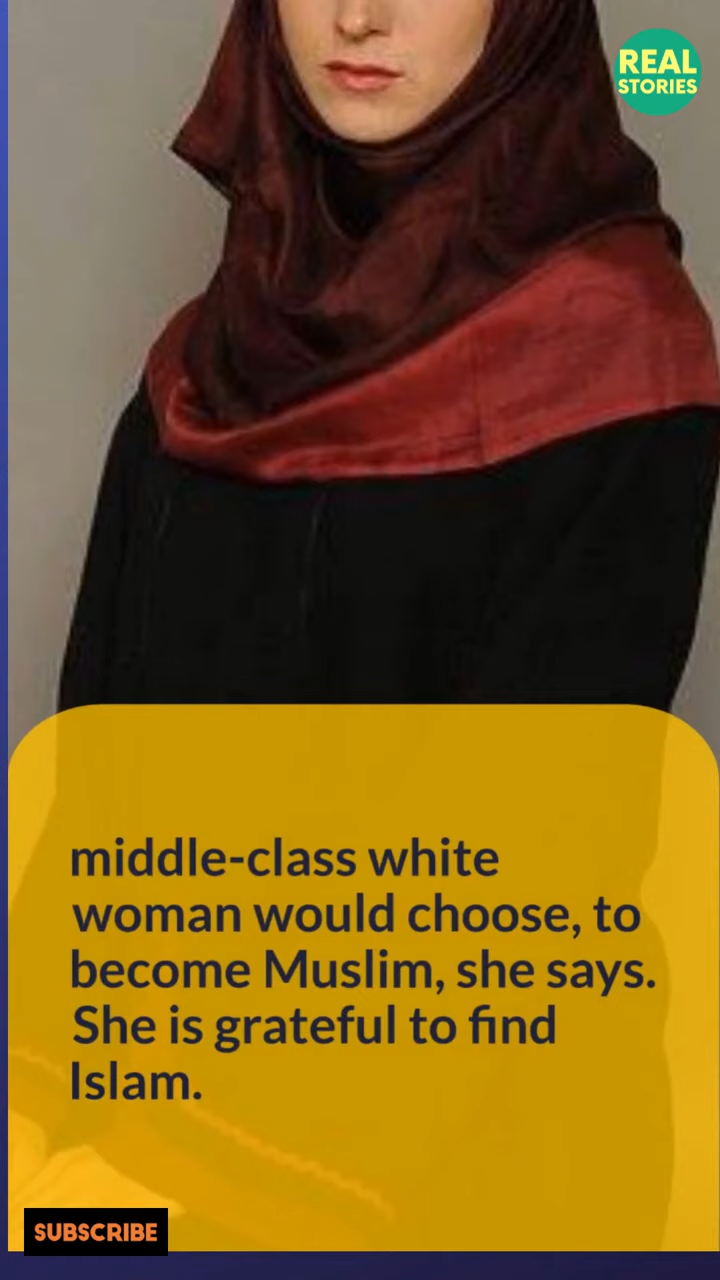 REAL
STORIES
middle-class white
woman would choose, to
become Muslim, she says.
She is grateful to find
Islam.
SUBSCRIBE